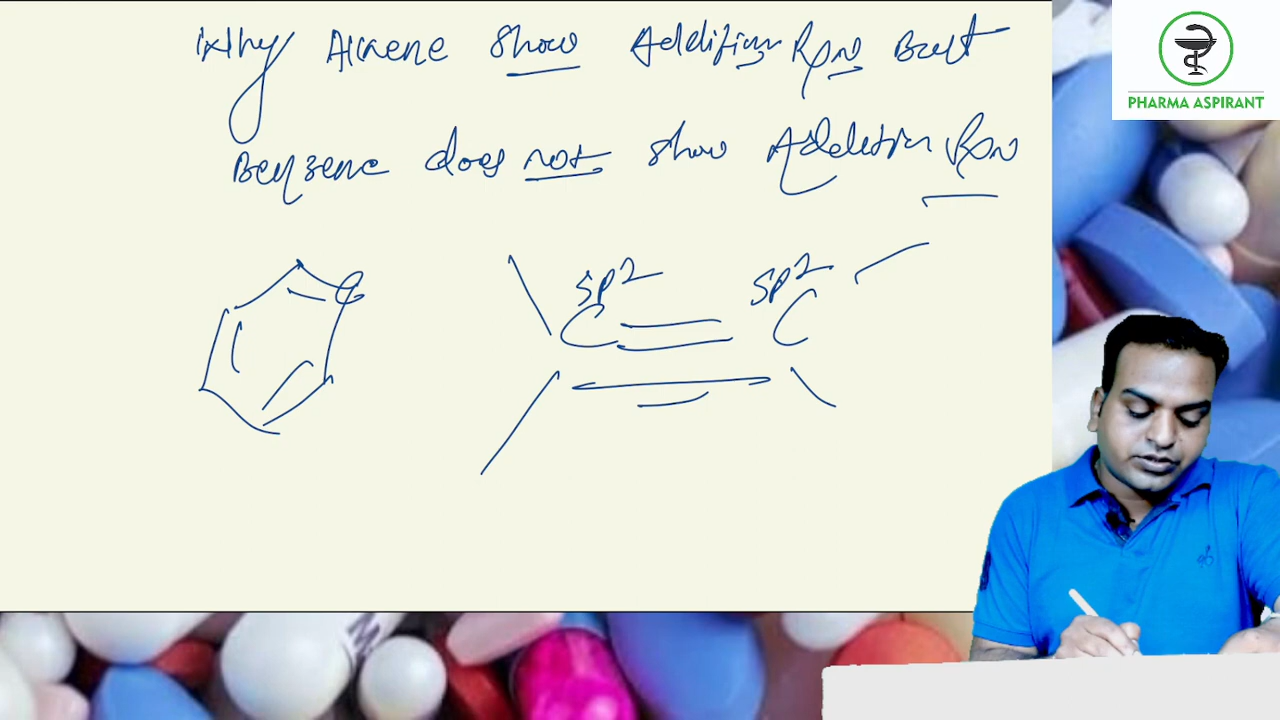 Why Alkene show Addition Rxn But
Benzene does not show Addition Rxn
C
sp2 sp2
C C
PHARMA ASPIRANT